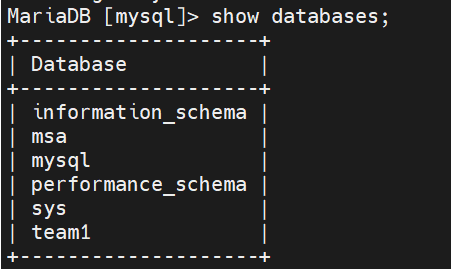 MariaDB [mysql]> show databases;
+--------------------+
| Database           |
+--------------------+
| information_schema |
| msa                |
| mysql              |
| performance_schema |
| sys                |
| team1              |
+--------------------+